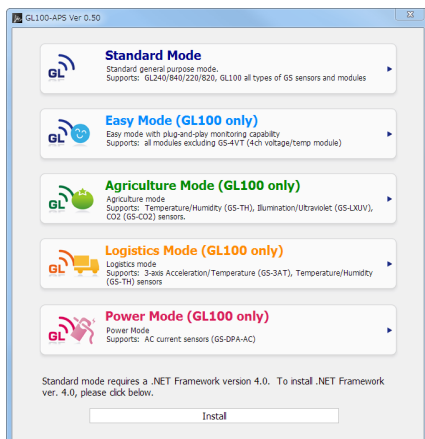 GL100-APS Ver 0.50
GL
Standard Mode
Standard general purpose mode.
Supports: GL240/840/220/820, GL100 all types of GS sensors and modules
GL
Easy Mode (GL100 only)
Easy mode with plug-and-play monitoring capability
Supports: all modules excluding GS-4VT (4ch voltage/temp module)
GL
Agriculture Mode (GL100 only)
Agriculture mode
Supports: Temperature/Humidity (GS-TH), Illumination/Ultraviolet (GS-LXUV),
CO2 (GS-CO2) sensors.
GL
Logistics Mode (GL100 only)
Logistics mode
Supports: 3-axis Acceleration/Temperature (GS-3AT), Temperature/Humidity
(GS-TH) sensors
GL
Power Mode (GL100 only)
Power Mode
Supports: AC current sensors (GS-DPA-AC)
Standard mode requires a .NET Framework version 4.0. To install .NET Framework
ver. 4.0, please click below.
Install